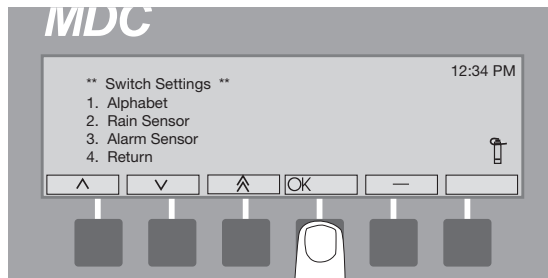 MDC
12:34 PM
** Switch Settings **
1. Alphabet
2. Rain Sensor
3. Alarm Sensor
4. Return
OK